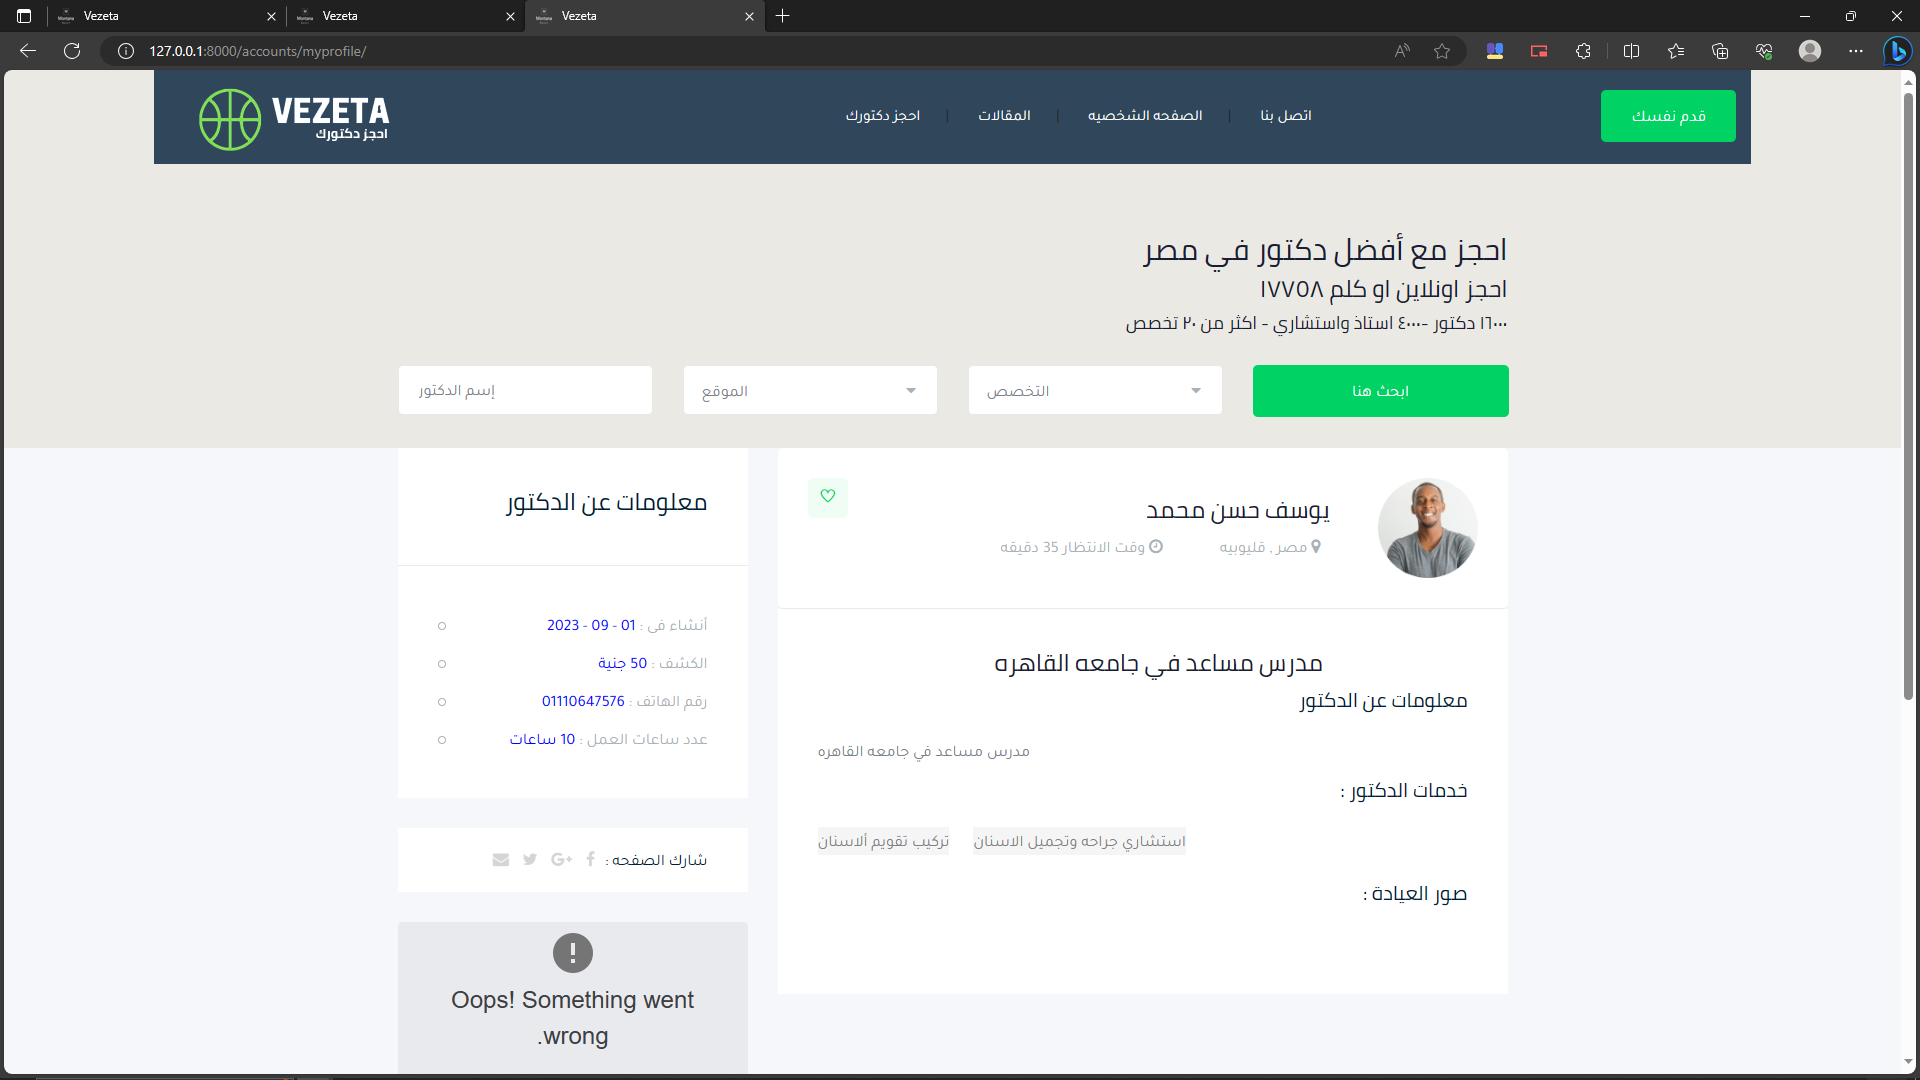 Vezeta
Vezeta
Vezeta
127.0.0.1:8000/accounts/myprofile/
VEZETA
احجز دكتورك
احجز دكتورك
المقالات
الصفحه الشخصيه
اتصل بنا
قدم نفسك
احجز مع أفضل دكتور في مصر
احجز اونلاين او كلم ١٧٧٥٨
١٦٠٠٠ دكتور -٤٠٠٠ استاذ واستشاري - اكثر من ٢٠ تخصص
إسم الدكتور
الموقع
التخصص
ابحث هنا
يوسف حسن محمد
مصر , قليوبيه
وقت الانتظار 35 دقيقه
مدرس مساعد في جامعه القاهره
معلومات عن الدكتور
مدرس مساعد في جامعه القاهره
خدمات الدكتور :
استشاري جراحه وتجميل الاسنان
تركيب تقويم ألاسنان
صور العيادة :
معلومات عن الدكتور
أنشاء فى : 01 - 09 - 2023
الكشف : 50 جنية
رقم الهاتف : 01110647576
عدد ساعات العمل : 10 ساعات
شارك الصفحه :
Oops! Something went
.wrong